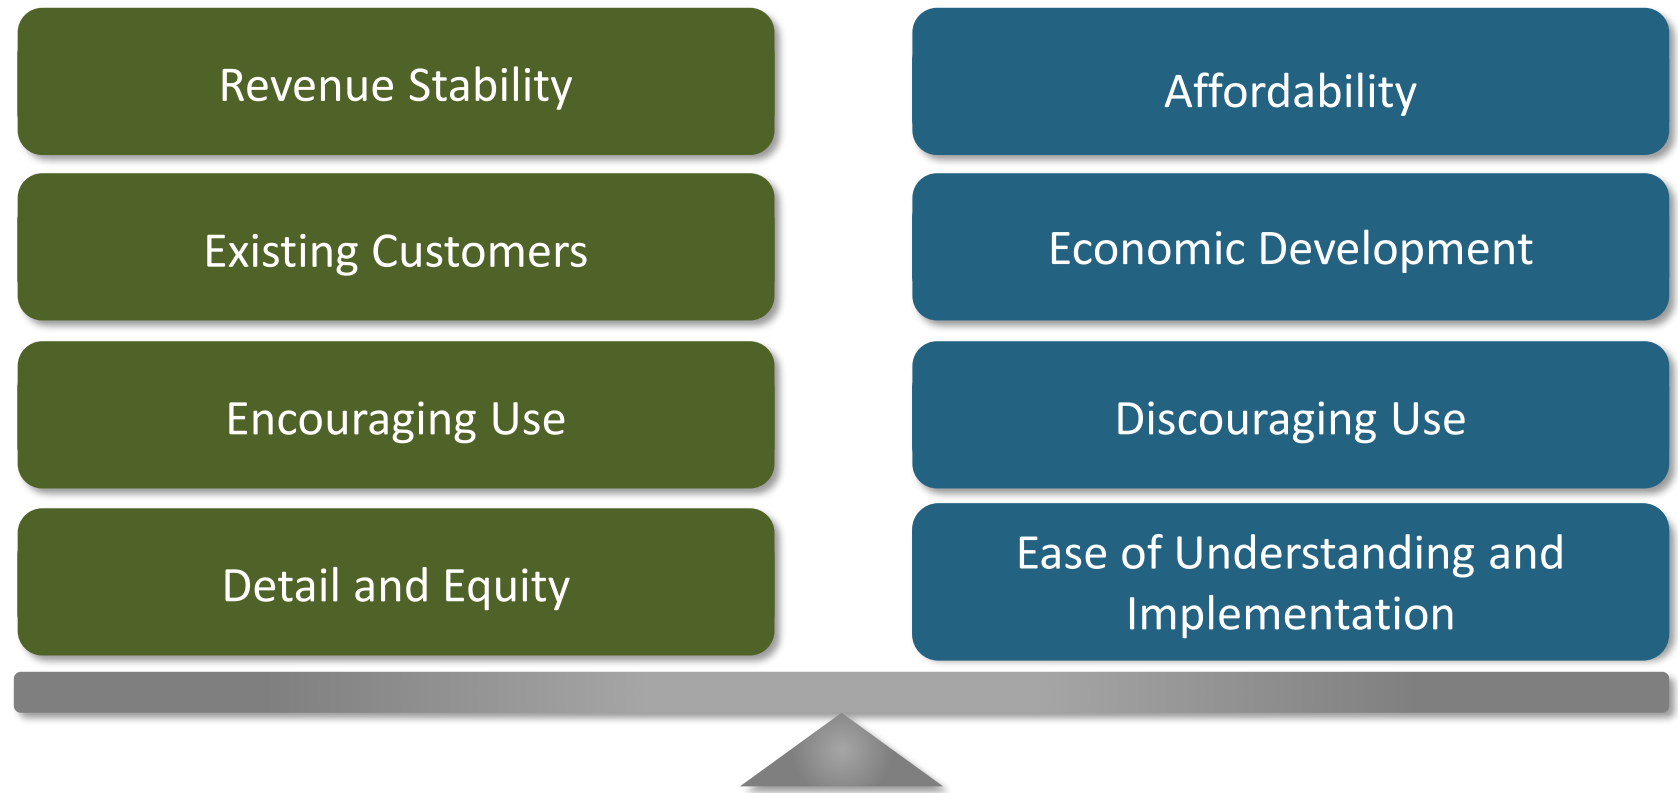 Revenue Stability
Affordability
Existing Customers
Economic Development
Encouraging Use
Discouraging Use
Detail and Equity
Ease of Understanding and
Implementation